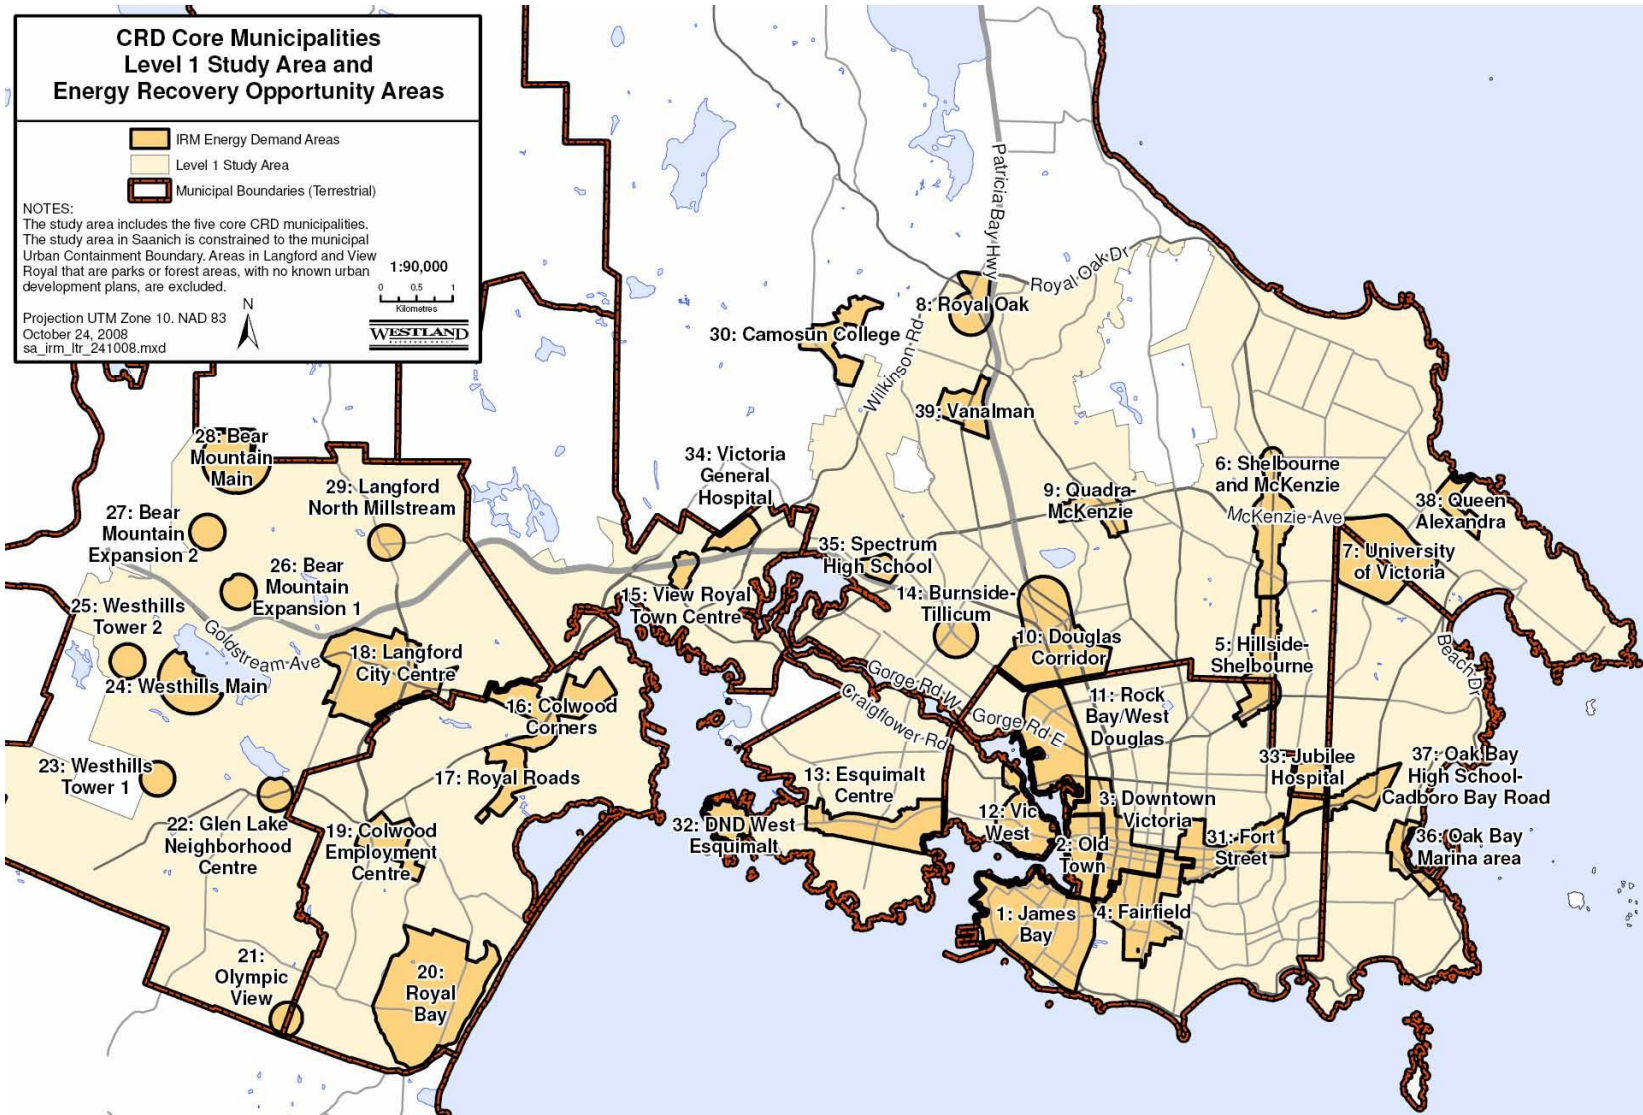 CRD Core Municipalities
Level 1 Study Area and
Energy Recovery Opportunity Areas
IRM Energy Demand Areas
Level 1 Study Area
Municipal Boundaries (Terrestrial)
NOTES:
The study area includes the five core CRD municipalities.
The study area in Saanich is constrained to the municipal
Urban Containment Boundary. Areas in Langford and View
Royal that are parks or forest areas, with no known urban
development plans, are excluded.
1:90,000
0 0.5 1
Kilometres
N
Projection UTM Zone 10. NAD 83
October 24, 2008
sa_irm_ltr_241008.mxd
WESTLAND
Patricia Bay Hwy
Royal Oak Dr
8: Royal Oak
30: Camosun College
Wilkinson Rd
39: Vanalman
28: Bear
Mountain
Main
34: Victoria
General
Hospital
29: Langford
North Millstream
6: Shelbourne
and McKenzie
9: Quadra-
McKenzie
McKenzie Ave
38: Queen
Alexandra
27: Bear
Mountain
Expansion 2
35: Spectrum
High School
7: University
of Victoria
26: Bear
Mountain
Expansion 1
15: View Royal
Town Centre
14: Burnside-
Tillicum
25: Westhills
Tower 2
Goldstream Ave
18: Langford
City Centre
10: Douglas
Corridor
5: Hillside-
Shelbourne
Beach Dr
24: Westhills Main
Gorge Rd W
Craigflower Rd
16: Colwood
Corners
Gorge Rd E
11: Rock
Bay/West
Douglas
23: Westhills
Tower 1
17: Royal Roads
13: Esquimalt
Centre
33: Jubilee
Hospital
37: Oak Bay
High School-
Cadboro Bay Road
22: Glen Lake
Neighborhood
Centre
19: Colwood
Employment
Centre
32: DND West
Esquimalt
12: Vic
West
3: Downtown
Victoria
2: Old
Town
31: Fort
Street
36: Oak Bay
Marina area
1: James
Bay
4: Fairfield
21:
Olympic
View
20:
Royal
Bay